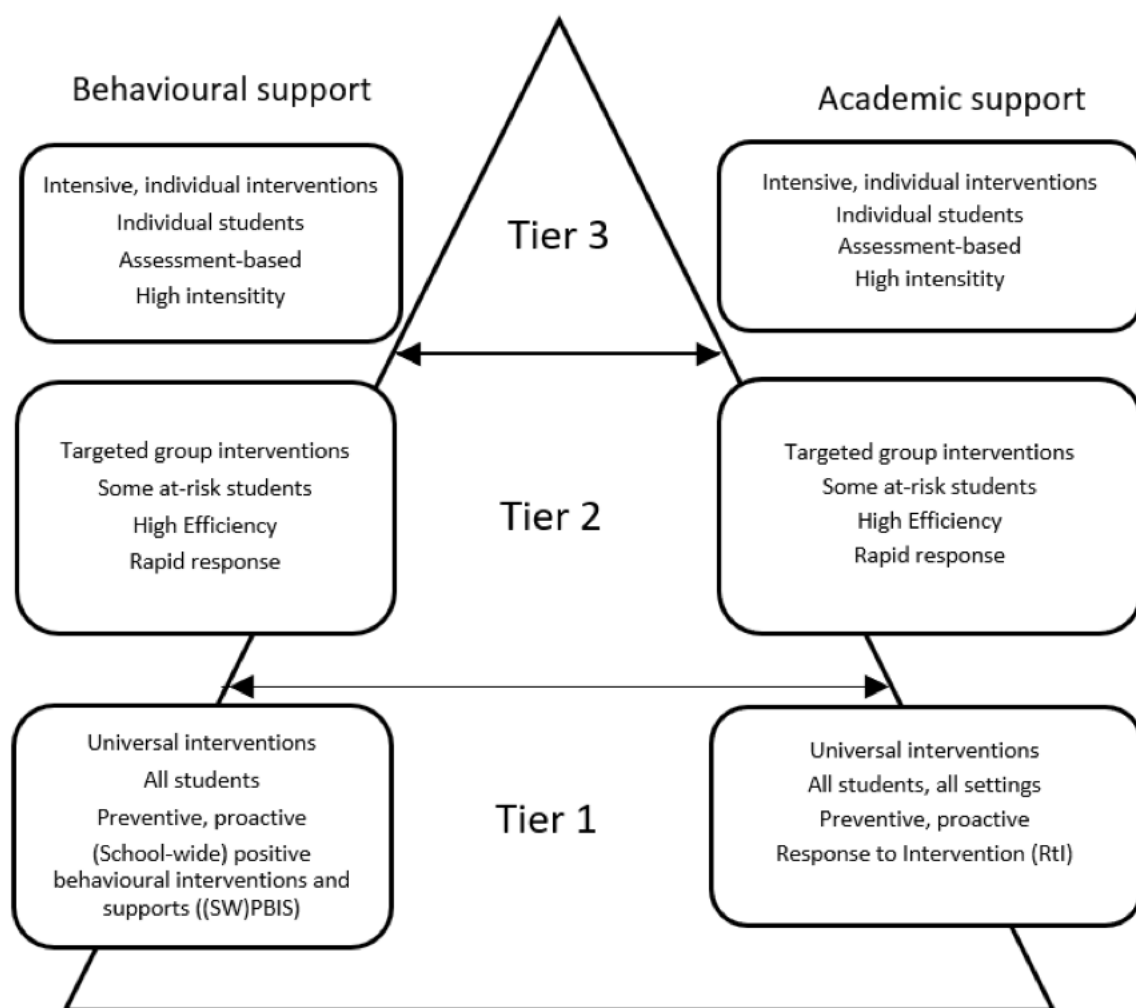 Behavioural support
Academic support
Intensive, individual interventions
Individual students
Assessment-based
High intensitity
Tier 3
Intensive, individual interventions
Individual students
Assessment-based
High intensitity
Targeted group interventions
Some at-risk students
High Efficiency
Rapid response
Tier 2
Targeted group interventions
Some at-risk students
High Efficiency
Rapid response
Universal interventions
All students
Preventive, proactive
(School-wide) positive
behavioural interventions and
supports ((SW)PBIS)
Tier 1
Universal interventions
All students, all settings
Preventive, proactive
Response to Intervention (RtI)